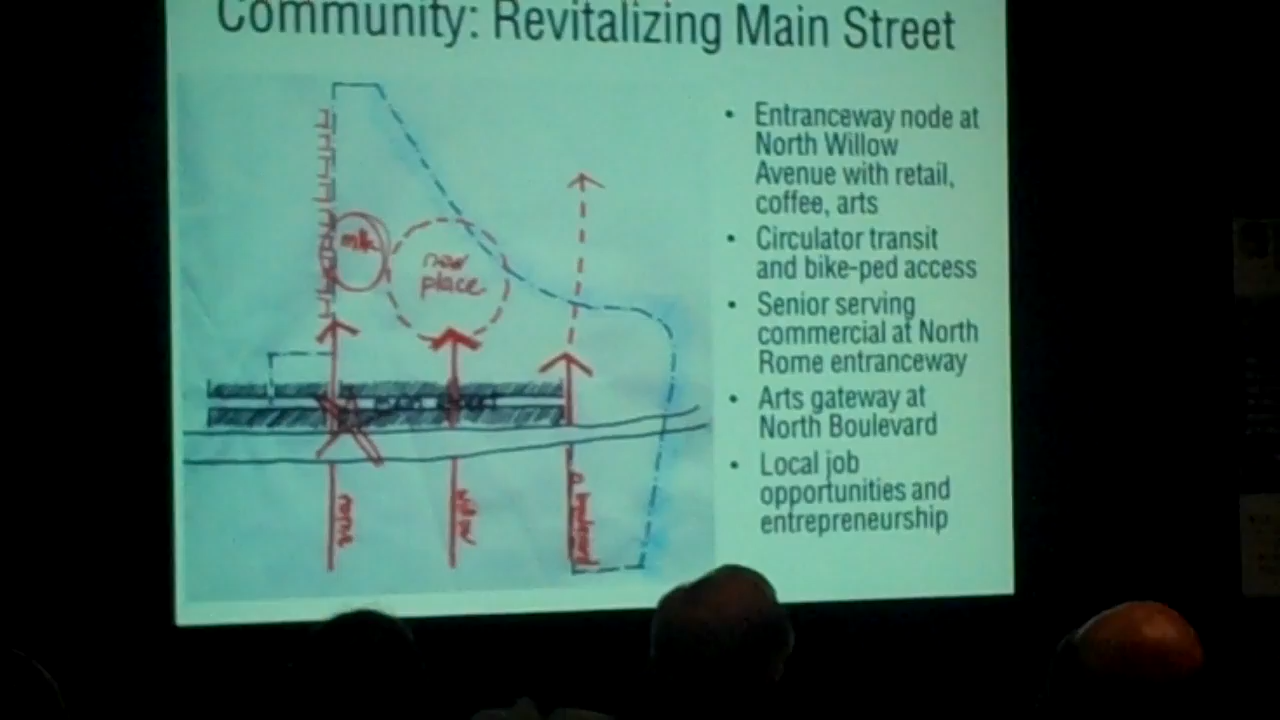 Community: Revitalizing Main Street
• Entranceway node at
North Willow
Avenue with retail,
coffee, arts
• Circulator transit
and bike-ped access
• Senior serving
commercial at North
Rome entranceway
• Arts gateway at
North Boulevard
• Local job
opportunities and
entrepreneurship
new
place
rome
willow